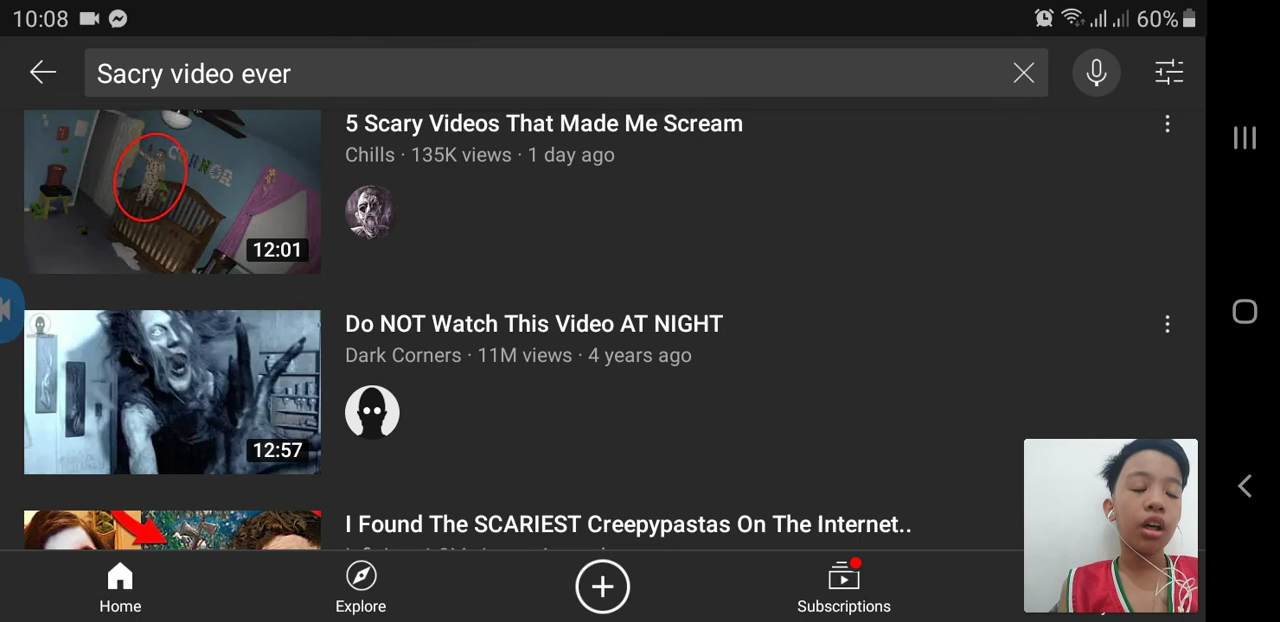 10:08
60%
Sacry video ever
5 Scary Videos That Made Me Scream
Chills · 135K views · 1 day ago
CONNOR
12:01
Do NOT Watch This Video AT NIGHT
Dark Corners · 11M views · 4 years ago
12:57
I Found The SCARIEST Creepypastas On The Internet..
Home
Explore
Subscriptions